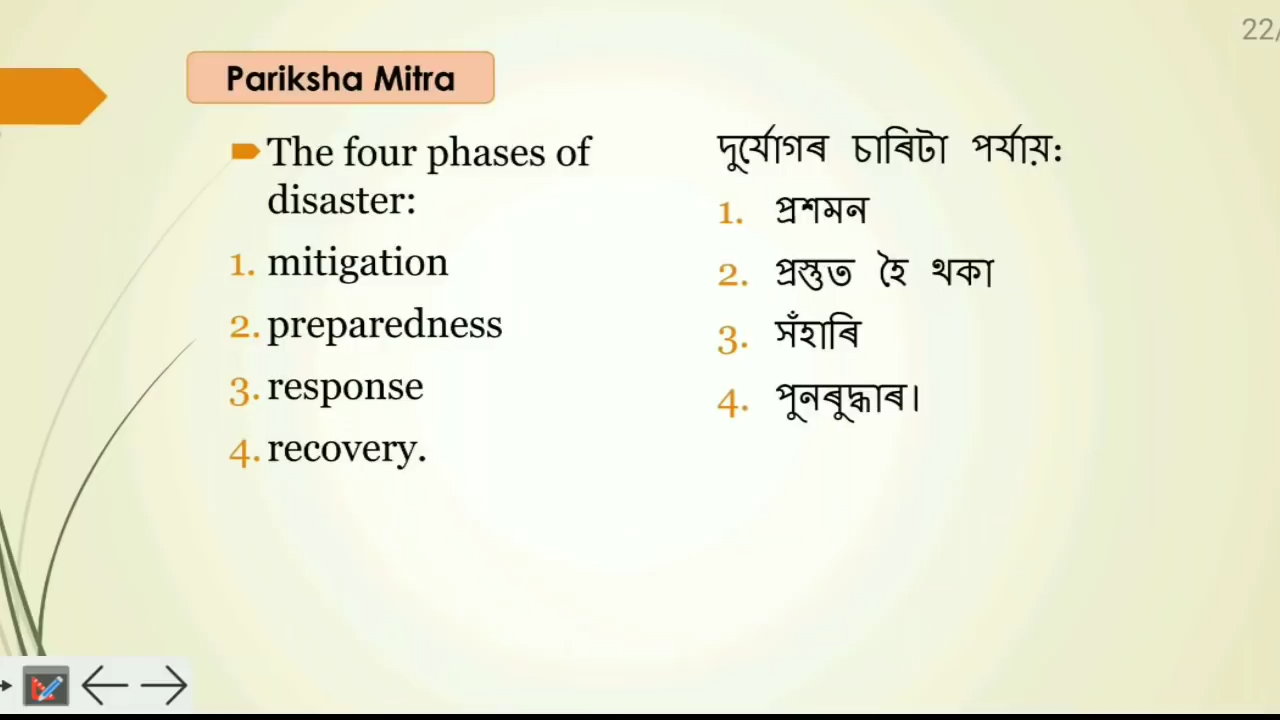 22/
Pariksha Mitra
The four phases of
disaster:
1. mitigation
2. preparedness
3. response
4. recovery.
দুৰ্যোগৰ চাৰিটা পৰ্যায়:
1. প্ৰশমন
2. প্ৰস্তুত হৈ থকা
3. সঁহাৰি
4. পুনৰুদ্ধাৰ।